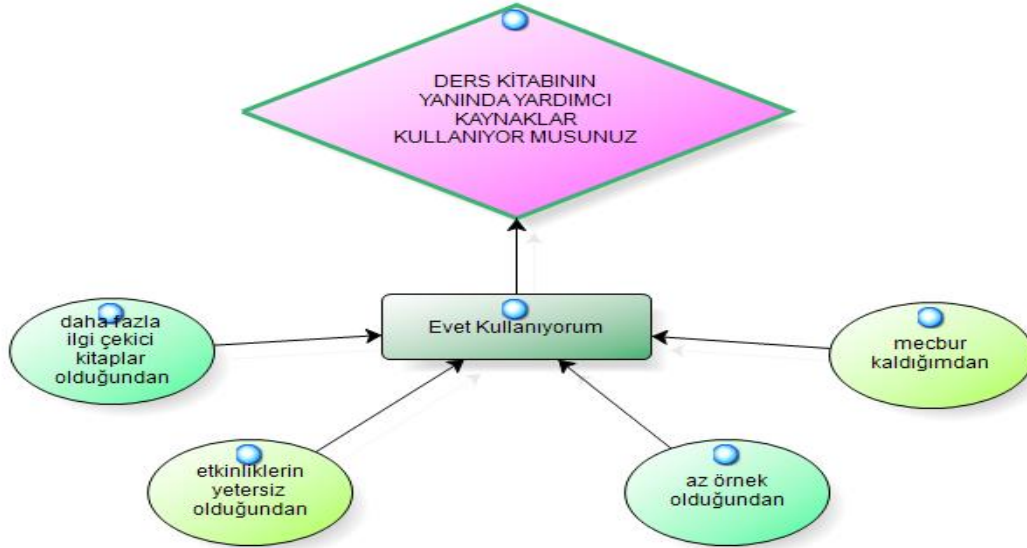 DERS KİTABININ
YANINDA YARDIMCI
KAYNAKLAR
KULLANIYOR MUSUNUZ
Evet Kullanıyorum
daha fazla
ilgi çekici
kitaplar
olduğundan
mecbur
kaldığımdan
etkinliklerin
yetersiz
olduğundan
az örnek
olduğundan